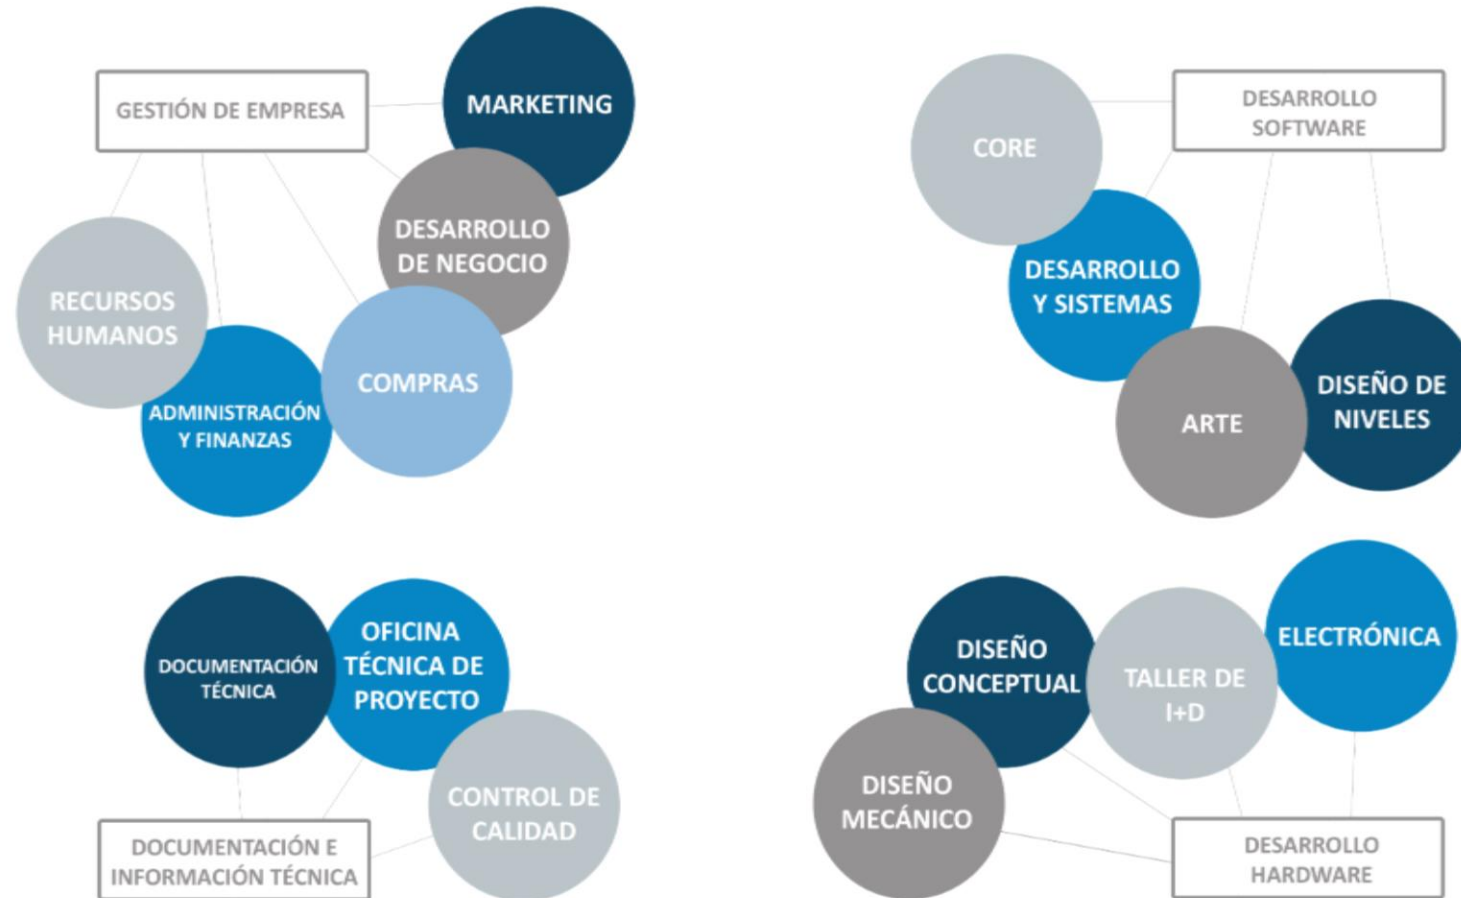 GESTIÓN DE EMPRESA
MARKETING
DESARROLLO
DE NEGOCIO
RECURSOS
HUMANOS
COMPRAS
ADMINISTRACIÓN
Y FINANZAS
DESARROLLO
SOFTWARE
CORE
DESARROLLO
Y SISTEMAS
ARTE
DISEÑO DE
NIVELES
DOCUMENTACIÓN
TÉCNICA
OFICINA
TÉCNICA DE
PROYECTO
CONTROL DE
CALIDAD
DOCUMENTACIÓN E
INFORMACIÓN TÉCNICA
DISEÑO
CONCEPTUAL
TALLER DE
I+D
ELECTRÓNICA
DISEÑO
MECÁNICO
DESARROLLO
HARDWARE